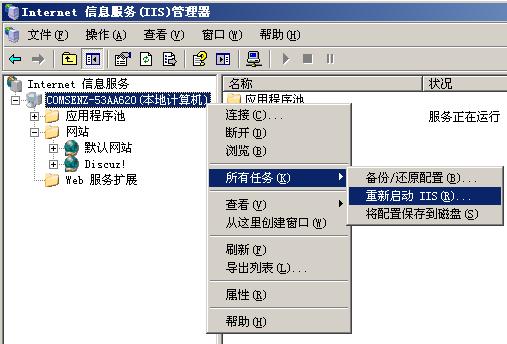 Internet 信息服务(IIS)管理器
文件(F) 操作(A) 查看(V) 窗口(W) 帮助(H)
Internet 信息服务
COMSENZ-53AA620(本地计算机)
应用程序池
网站
默认网站
Discuz!
Web 服务扩展
名称 状况
应用程序池 服务正在运行
连接(C)...
断开(D)
浏览(B)
所有任务(K)
查看(V)
从这里创建窗口(W)
刷新(F)
导出列表(L)...
属性(R)
帮助(H)
备份/还原配置(B)...
重新启动 IIS(R)...
将配置保存到磁盘(S)